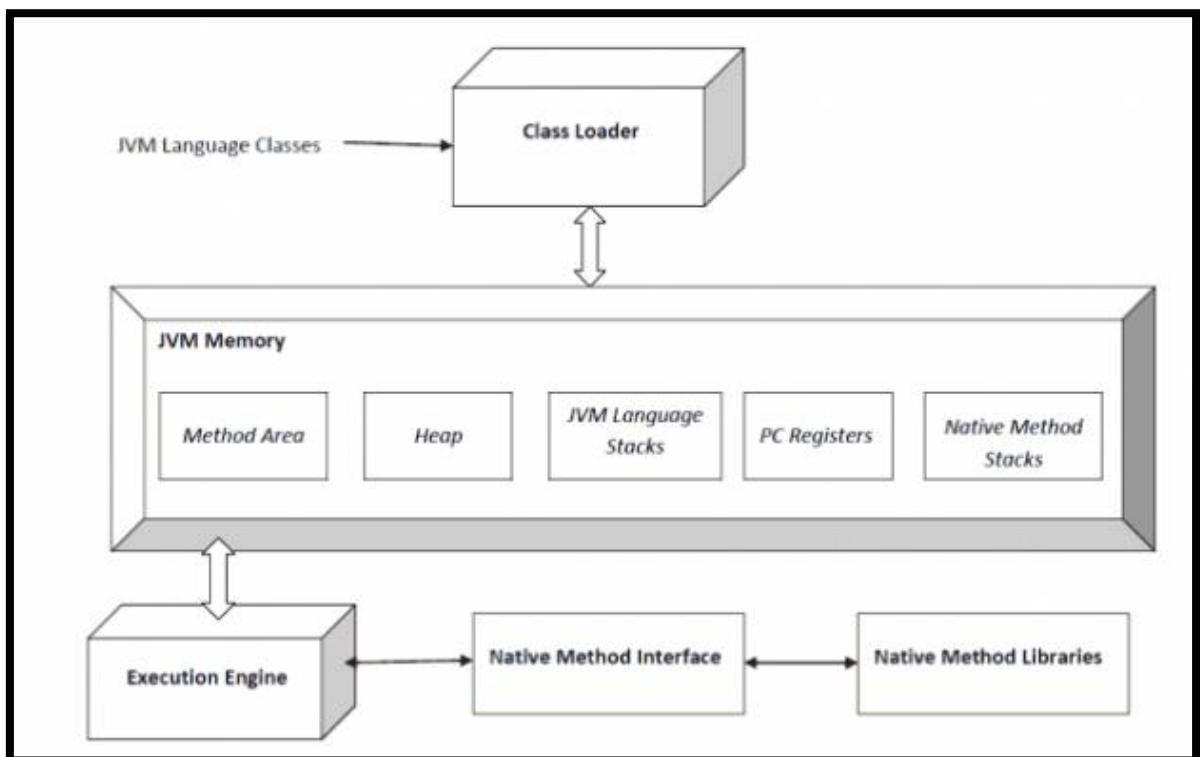 Class Loader
JVM Language Classes
JVM Memory
Method Area
Heap
JVM Language
Stacks
PC Registers
Native Method
Stacks
Execution Engine
Native Method Interface
Native Method Libraries